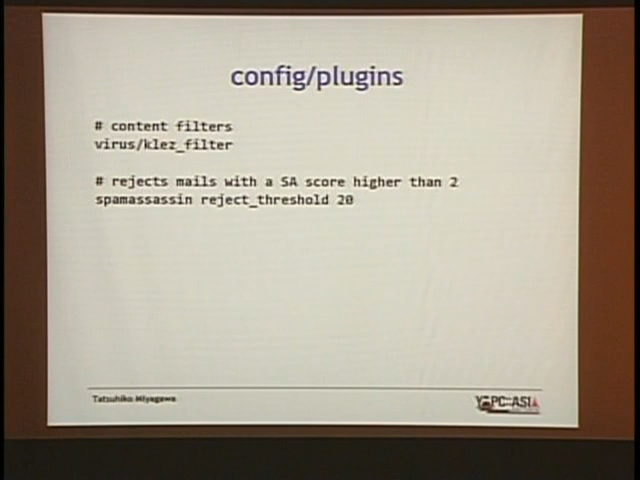 config/plugins
# content filters
virus/klez_filter
# rejects mails with a SA score higher than 2
spamassassin reject_threshold 20
Tatsuhiko Miyagawa
YAPC::ASIA